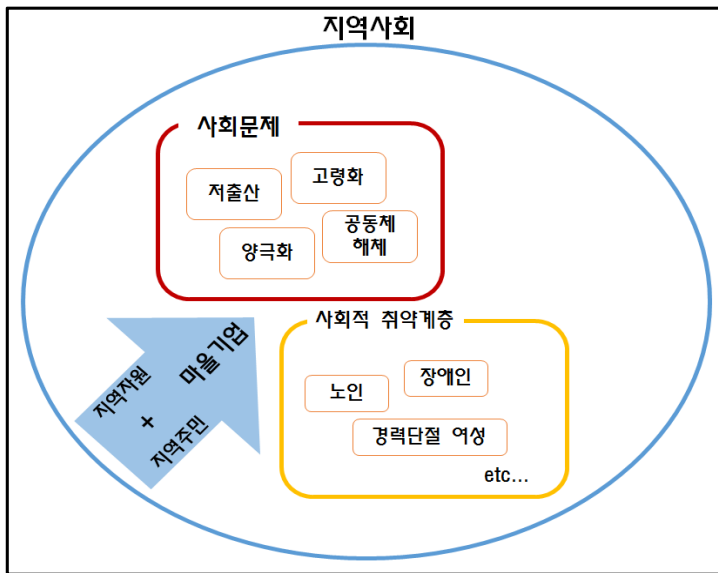 지역사회
사회문제
고령화
저출산
공동체
해체
양극화
사회적 취약계층
장애인
노인
경력단절 여성
etc...
마을기업
지역자원
+
지역주민